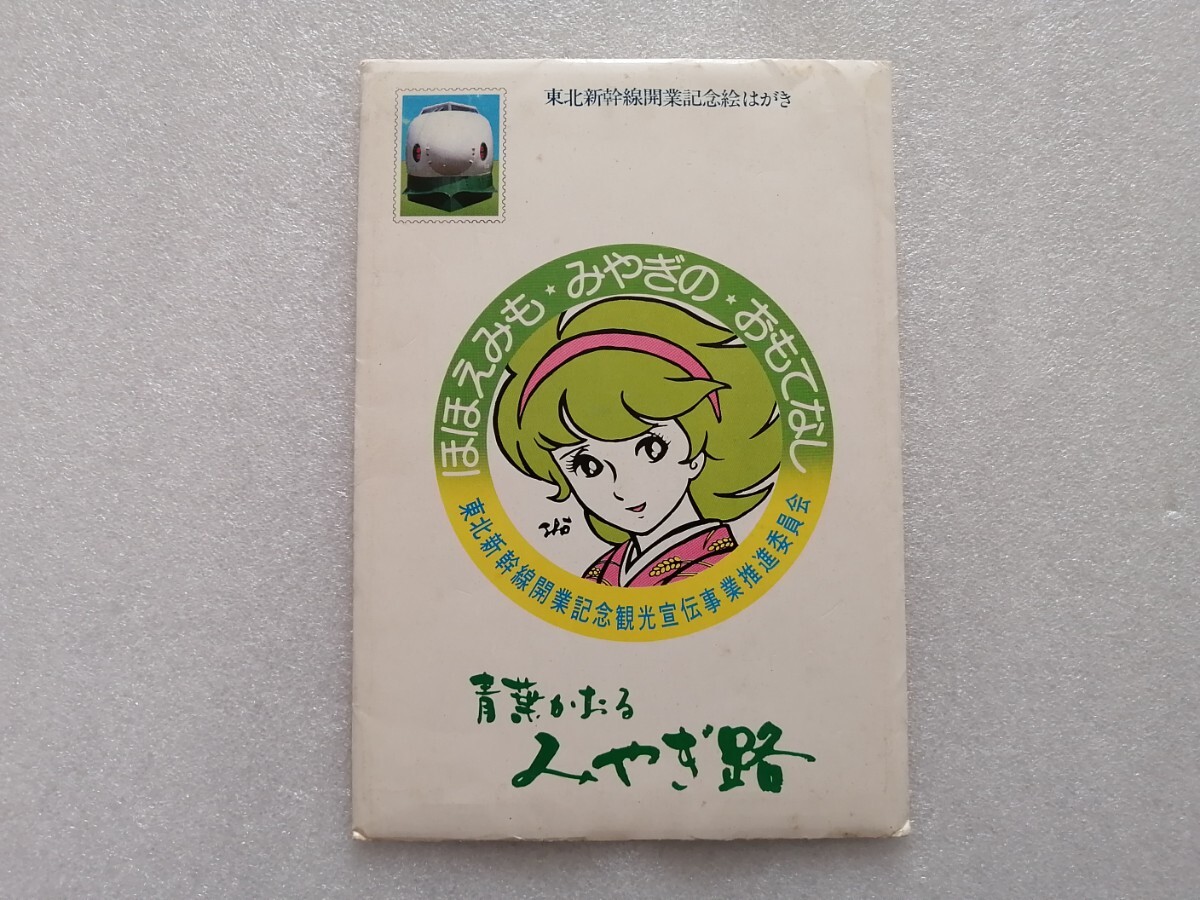 東北新幹線開業記念絵はがき
ほほえみも★みやぎの★おもてなし
東北新幹線開業記念観光宣伝事業推進委員会
青葉かおる
みやぎ路